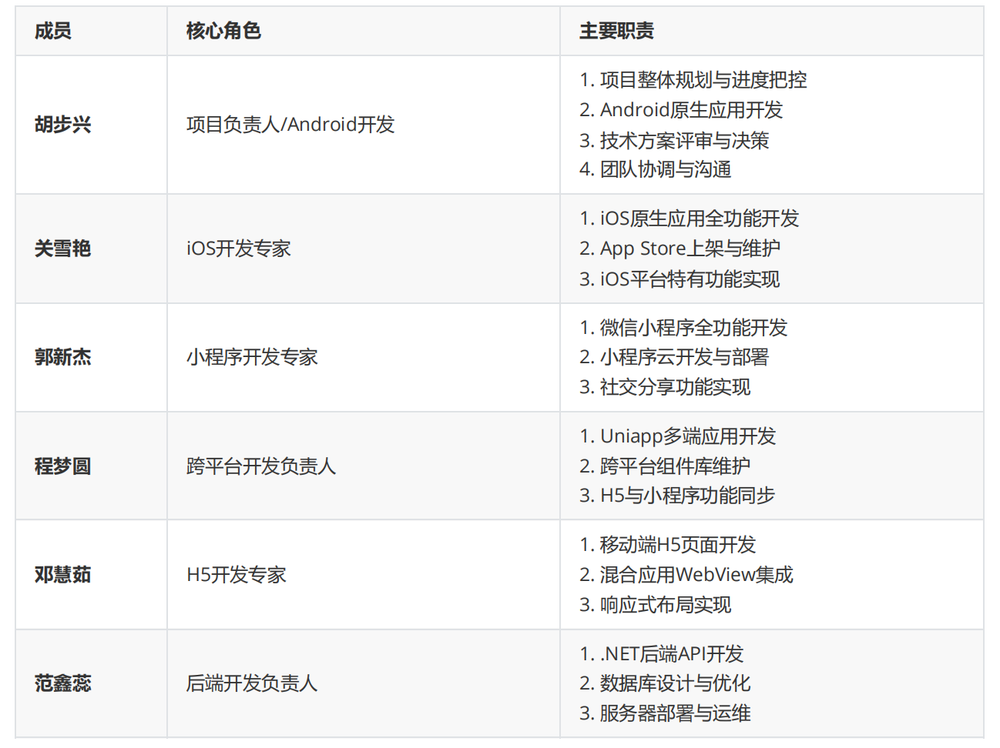 成员 核心角色 主要职责
胡步兴 项目负责人/Android开发
1. 项目整体规划与进度把控
2. Android原生应用开发
3. 技术方案评审与决策
4. 团队协调与沟通
关雪艳 iOS开发专家
1. iOS原生应用全功能开发
2. App Store上架与维护
3. iOS平台特有功能实现
郭新杰 小程序开发专家
1. 微信小程序全功能开发
2. 小程序云开发与部署
3. 社交分享功能实现
程梦圆 跨平台开发负责人
1. Uniapp多端应用开发
2. 跨平台组件库维护
3. H5与小程序功能同步
邓慧茹 H5开发专家
1. 移动端H5页面开发
2. 混合应用WebView集成
3. 响应式布局实现
范鑫蕊 后端开发负责人
1. .NET后端API开发
2. 数据库设计与优化
3. 服务器部署与运维